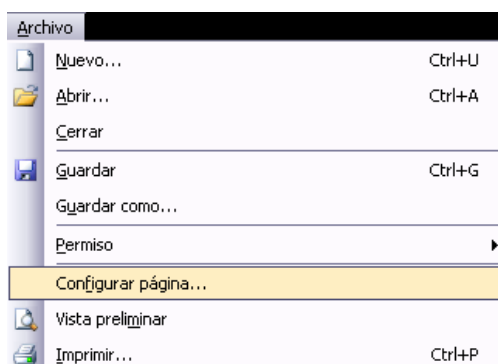 Archivo
Nuevo... Ctrl+U
Abrir... Ctrl+A
Cerrar
Guardar Ctrl+G
Guardar como...
Permiso
Configurar página...
Vista preliminar
Imprimir... Ctrl+P